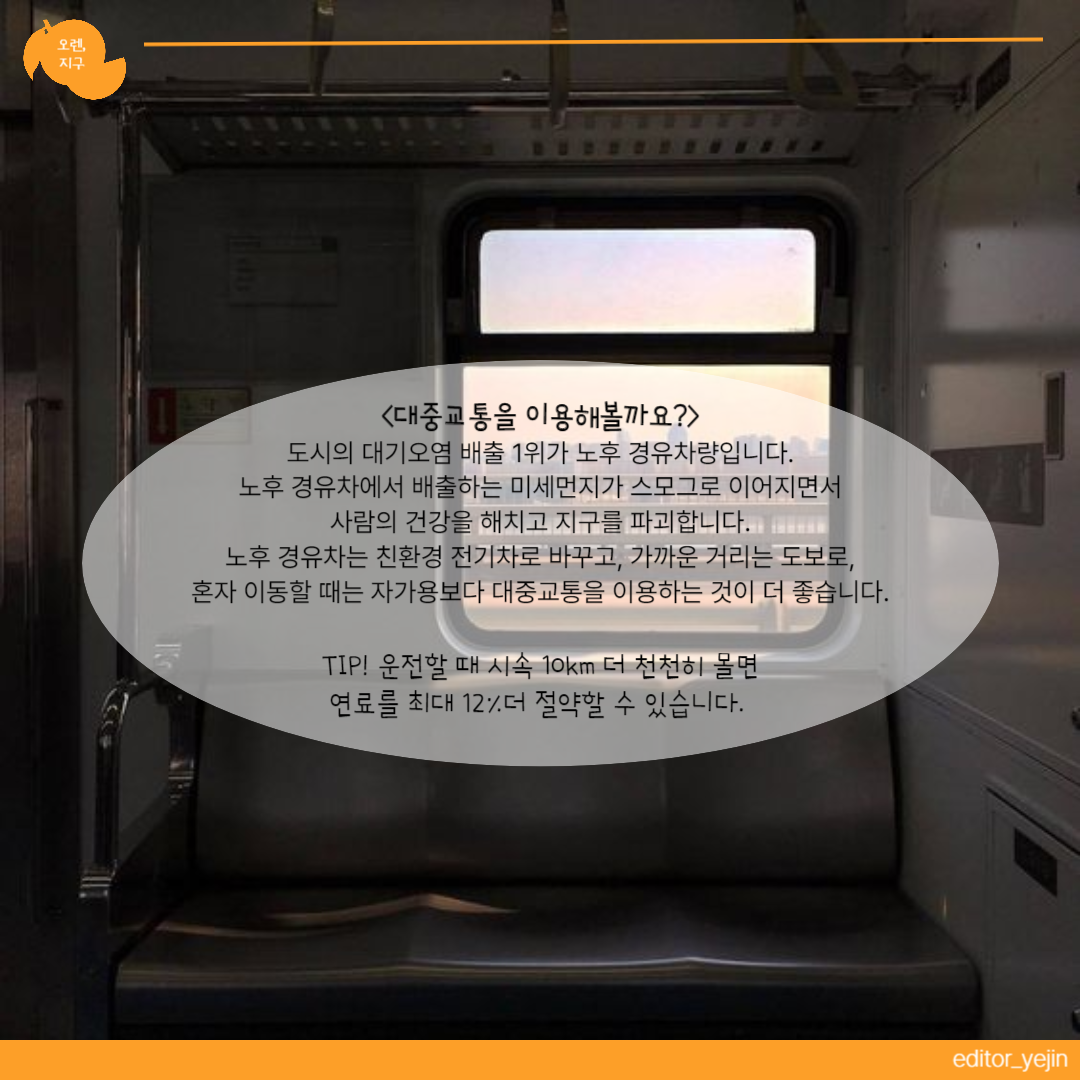 오렌,
지구
<대중교통을 이용해볼까요?>
도시의 대기오염 배출 1위가 노후 경유차량입니다.
노후 경유차에서 배출하는 미세먼지가 스모그로 이어지면서
사람의 건강을 해치고 지구를 파괴합니다.
노후 경유차는 친환경 전기차로 바꾸고, 가까운 거리는 도보로,
혼자 이동할 때는 자가용보다 대중교통을 이용하는 것이 더 좋습니다.
TIP! 운전할 때 시속 10km 더 천천히 몰면
연료를 최대 12%더 절약할 수 있습니다.
editor_yejin